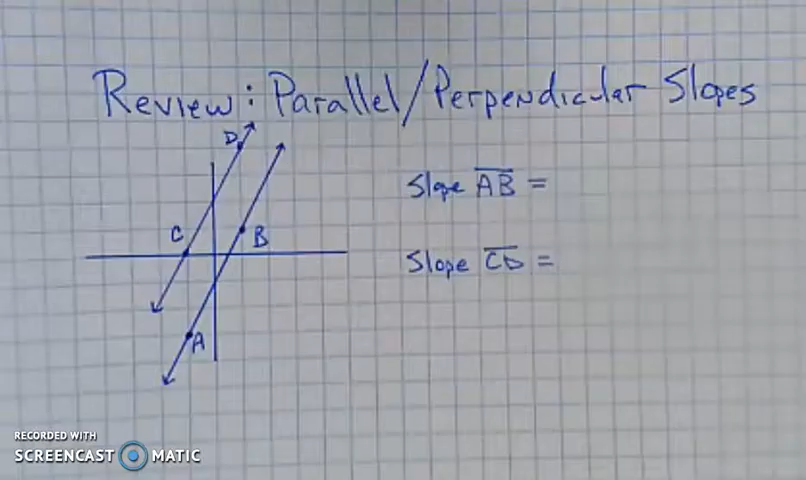 Review: Parallel/Perpendicular Slopes
D
C
B
A
Slope AB =
Slope CD =
RECORDED WITH
SCREENCAST MATIC